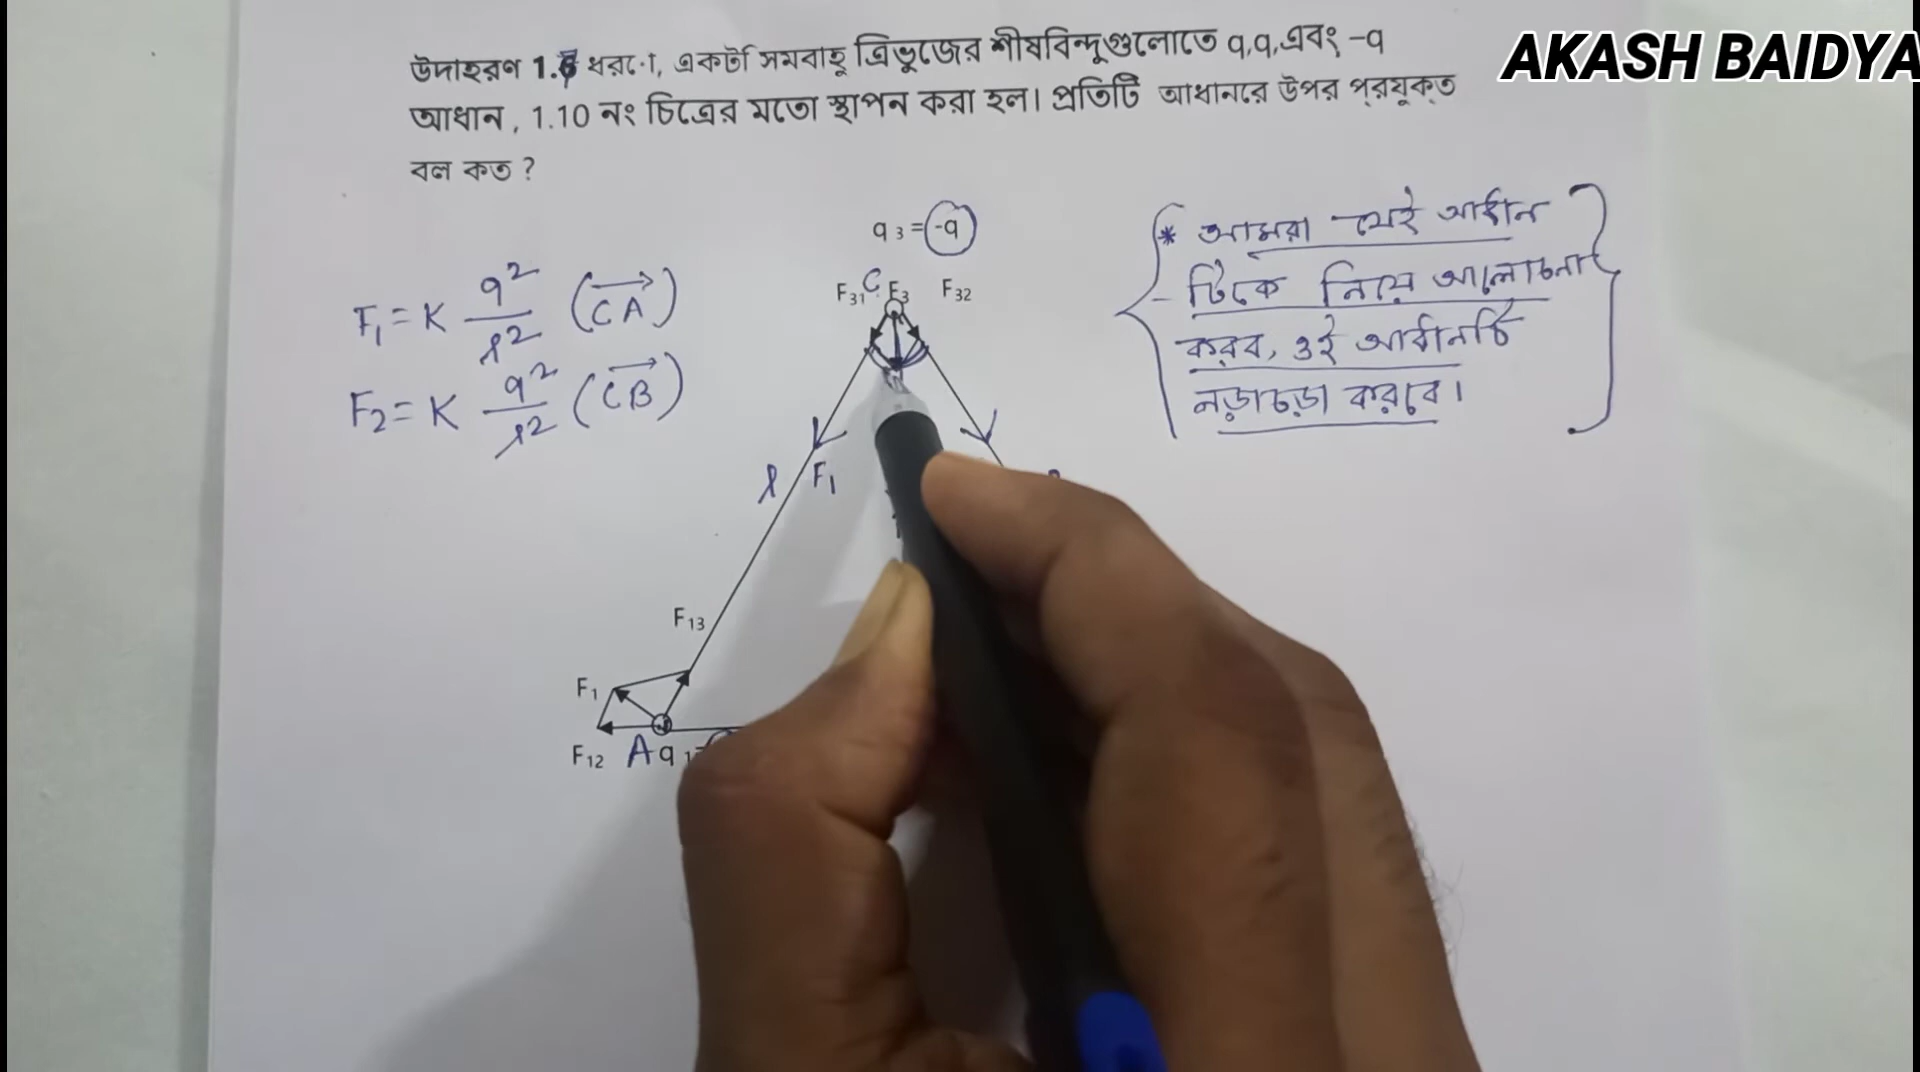 AKASH BAIDYA
উদাহরণ 1.6 ধরো, একটি সমবাহু ত্রিভুজের শীর্ষবিন্দুগুলোতে q,q,এবং -q
আধান , 1.10 নং চিত্রের মতো স্থাপন করা হল। প্রতিটি আধানের উপর প্রযুক্ত
বল কত ?
q3 = -q
F31 C F3 F32
F1 = K q²/l² (CA)
F2 = K q²/l² (CB)
* আমরা যেই আধান
টিকে নিয়ে আলোচনা
করব, ওই আধানটি
নড়াচড়া করবে।
l F1
F13
F1
F12 A q1